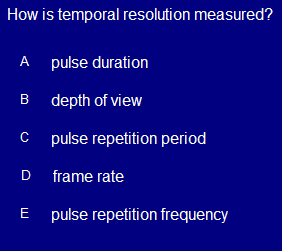 How is temporal resolution measured?
A pulse duration
B depth of view
C pulse repetition period
D frame rate
E pulse repetition frequency